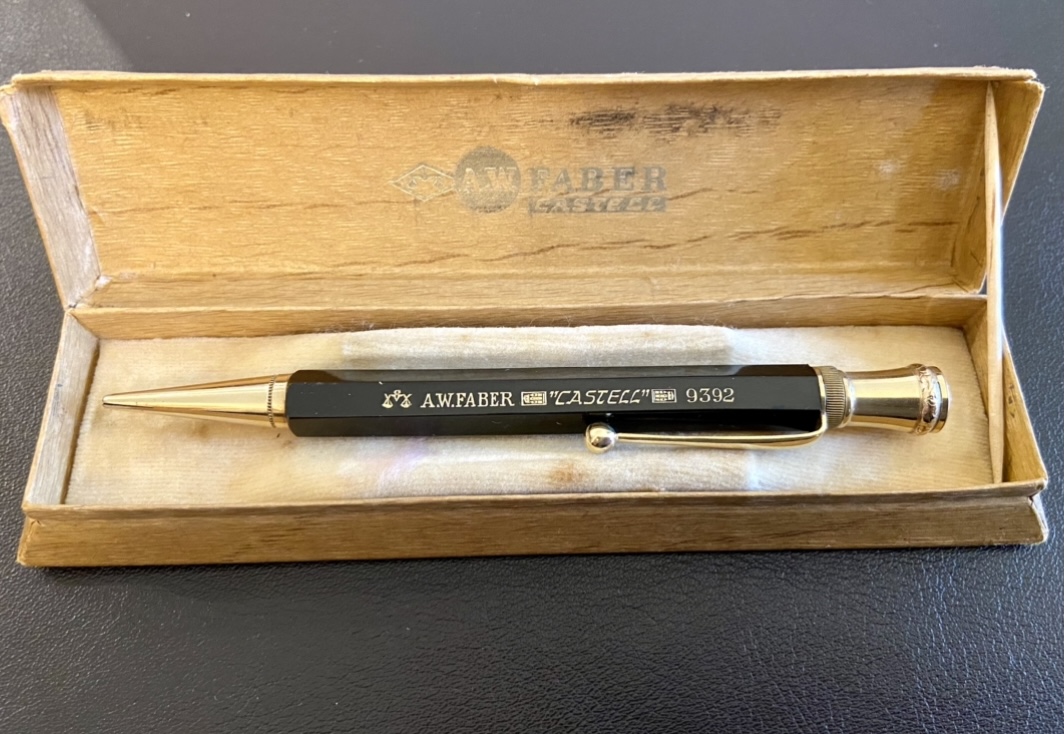 A.W. FABER
CASTELL
A.W.FABER "CASTELL" 9392